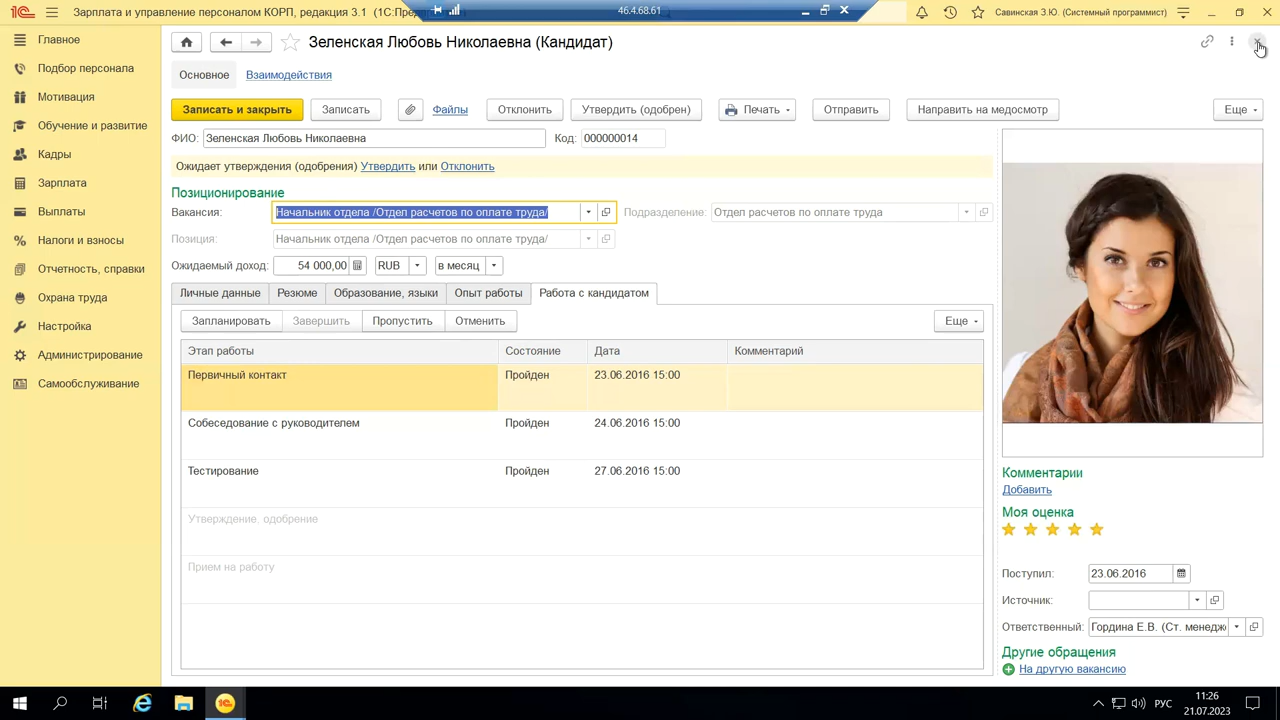 Зарплата и управление персоналом КОРП, редакция 3.1 (1С:Пред
46.4.68.61
Савинская З.Ю. (Системный программист)
Главное
Подбор персонала
Мотивация
Обучение и развитие
Кадры
Зарплата
Выплаты
Налоги и взносы
Отчетность, справки
Охрана труда
Настройка
Администрирование
Самообслуживание
Зеленская Любовь Николаевна (Кандидат)
Основное Взаимодействия
Записать и закрыть Записать Файлы Отклонить Утвердить (одобрен) Печать Отправить Направить на медосмотр Еще
ФИО: Зеленская Любовь Николаевна Код: 000000014
Ожидает утверждения (одобрения) Утвердить или Отклонить
Позиционирование
Вакансия: Начальник отдела /Отдел расчетов по оплате труда/ Подразделение: Отдел расчетов по оплате труда
Позиция: Начальник отдела /Отдел расчетов по оплате труда/
Ожидаемый доход: 54 000,00 RUB в месяц
Личные данные Резюме Образование, языки Опыт работы Работа с кандидатом
Запланировать Завершить Пропустить Отменить Еще
Этап работы Состояние Дата Комментарий
Первичный контакт Пройден 23.06.2016 15:00
Собеседование с руководителем Пройден 24.06.2016 15:00
Тестирование Пройден 27.06.2016 15:00
Утверждение, одобрение
Прием на работу
Комментарии
Добавить
Моя оценка
Поступил: 23.06.2016
Источник:
Ответственный: Гордина Е.В. (Ст. менедж
Другие обращения
На другую вакансию
РУС
11:26
21.07.2023